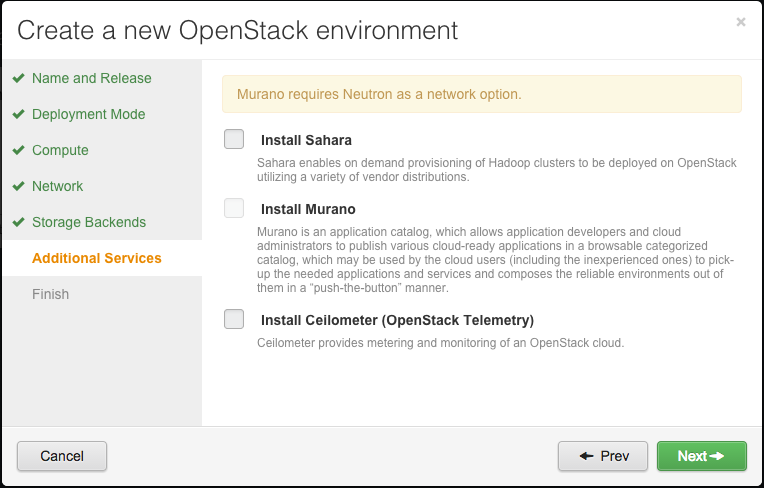 Create a new OpenStack environment
×
Name and Release
Deployment Mode
Compute
Network
Storage Backends
Additional Services
Finish
Murano requires Neutron as a network option.
Install Sahara
Sahara enables on demand provisioning of Hadoop clusters to be deployed on OpenStack
utilizing a variety of vendor distributions.
Install Murano
Murano is an application catalog, which allows application developers and cloud
administrators to publish various cloud-ready applications in a browsable categorized
catalog, which may be used by the cloud users (including the inexperienced ones) to pick-
up the needed applications and services and composes the reliable environments out of
them in a “push-the-button” manner.
Install Ceilometer (OpenStack Telemetry)
Ceilometer provides metering and monitoring of an OpenStack cloud.
Cancel
Prev
Next